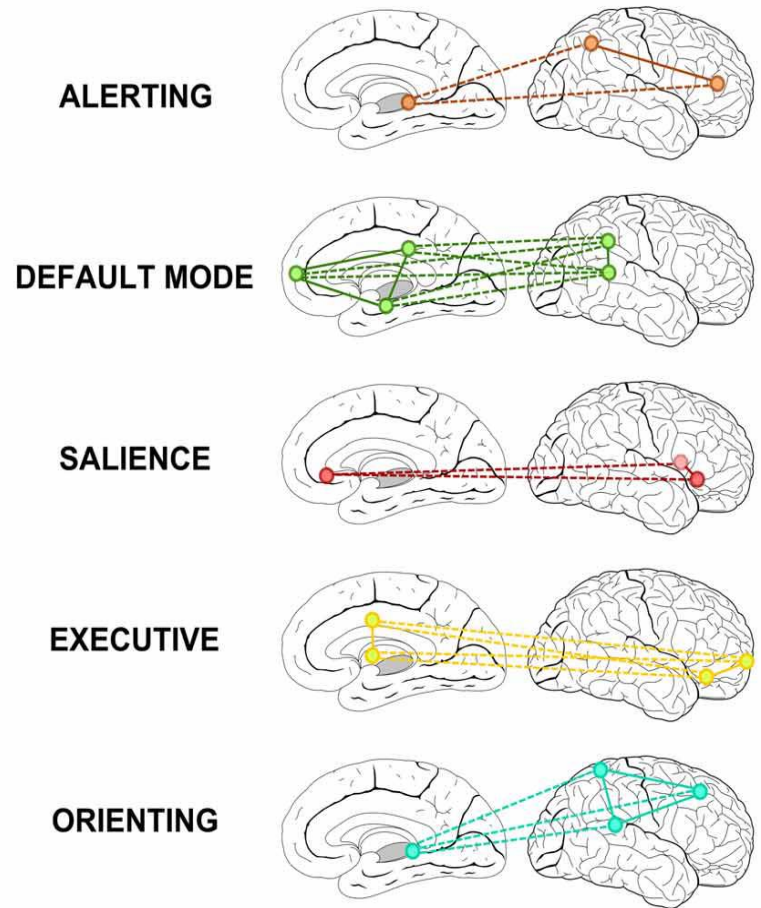 ALERTING
DEFAULT MODE
SALIENCE
EXECUTIVE
ORIENTING